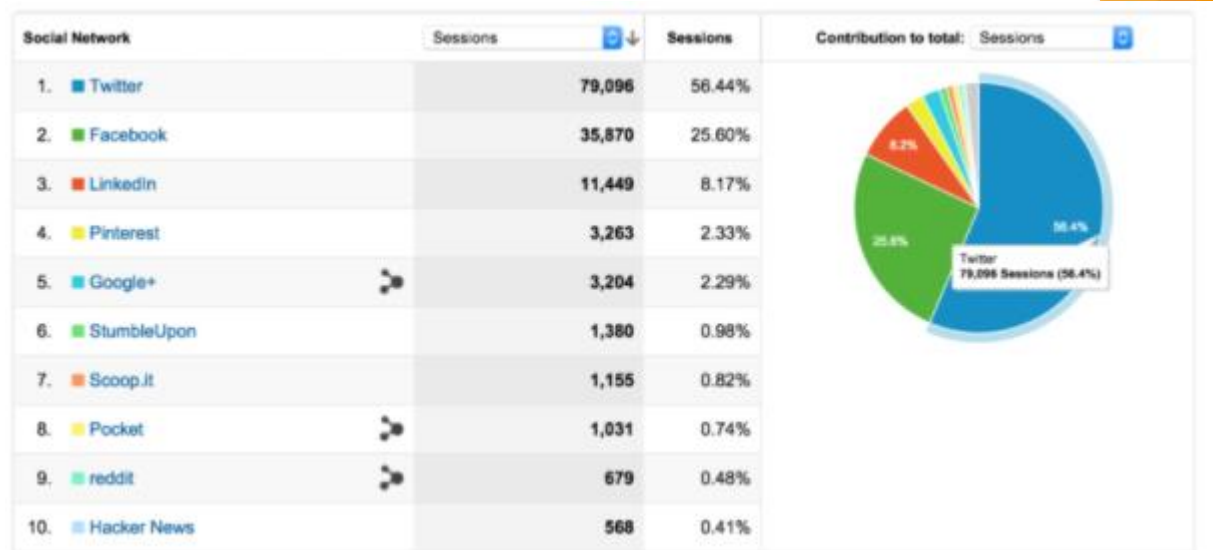 Social Network Sessions Sessions Contribution to total: Sessions
1. Twitter 79,096 56.44%
2. Facebook 35,870 25.60%
3. LinkedIn 11,449 8.17%
4. Pinterest 3,263 2.33%
5. Google+ 3,204 2.29%
6. StumbleUpon 1,380 0.98%
7. Scoop.it 1,155 0.82%
8. Pocket 1,031 0.74%
9. reddit 679 0.48%
10. Hacker News 568 0.41%
8.2%
56.4%
25.6%
Twitter
79,096 Sessions (56.4%)